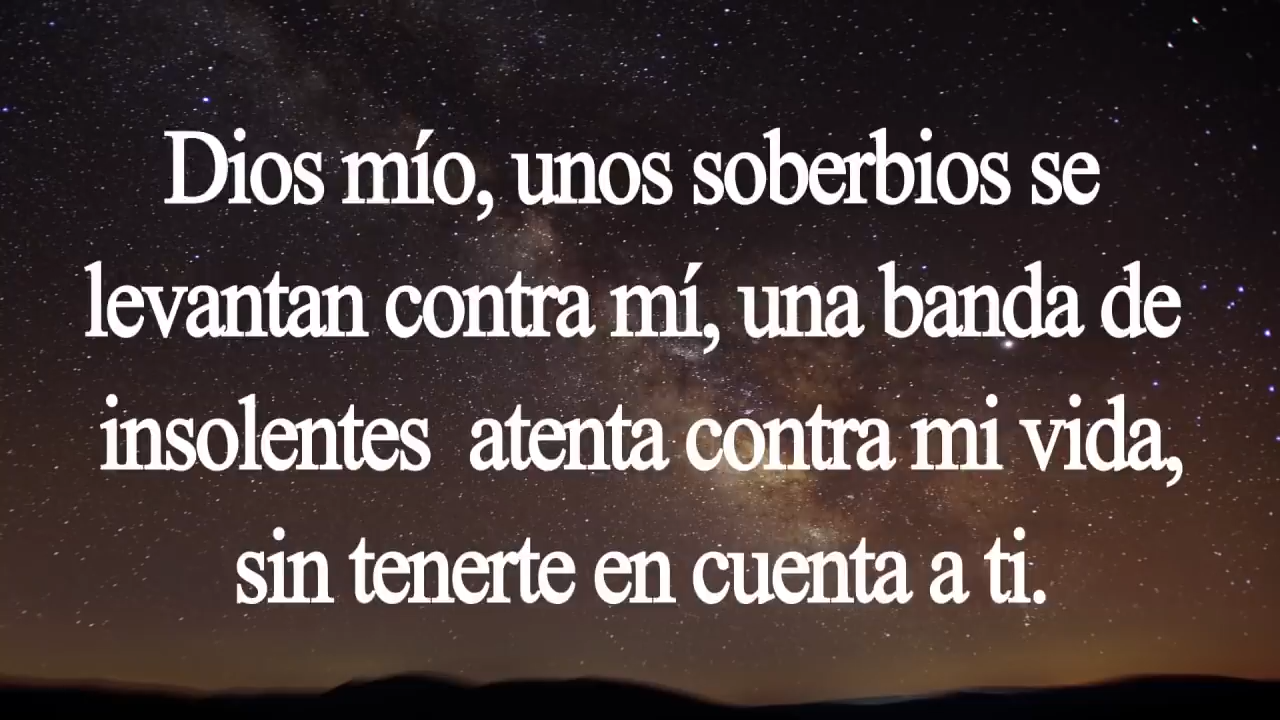 Dios mío, unos soberbios se
levantan contra mí, una banda de
insolentes  atenta contra mi vida,
sin tenerte en cuenta a ti.